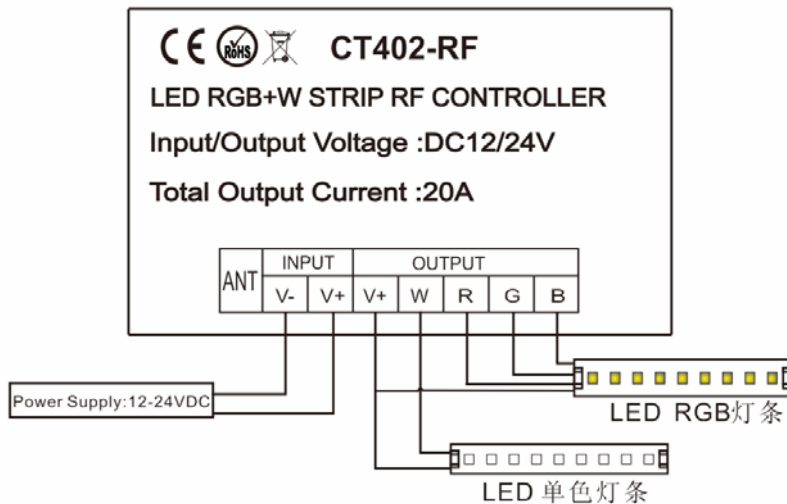 CE RoHS CT402-RF
LED RGB+W STRIP RF CONTROLLER
Input/Output Voltage :DC12/24V
Total Output Current :20A
ANT INPUT OUTPUT
V- V+ V+ W R G B
Power Supply:12-24VDC
LED RGB灯条
LED 单色灯条